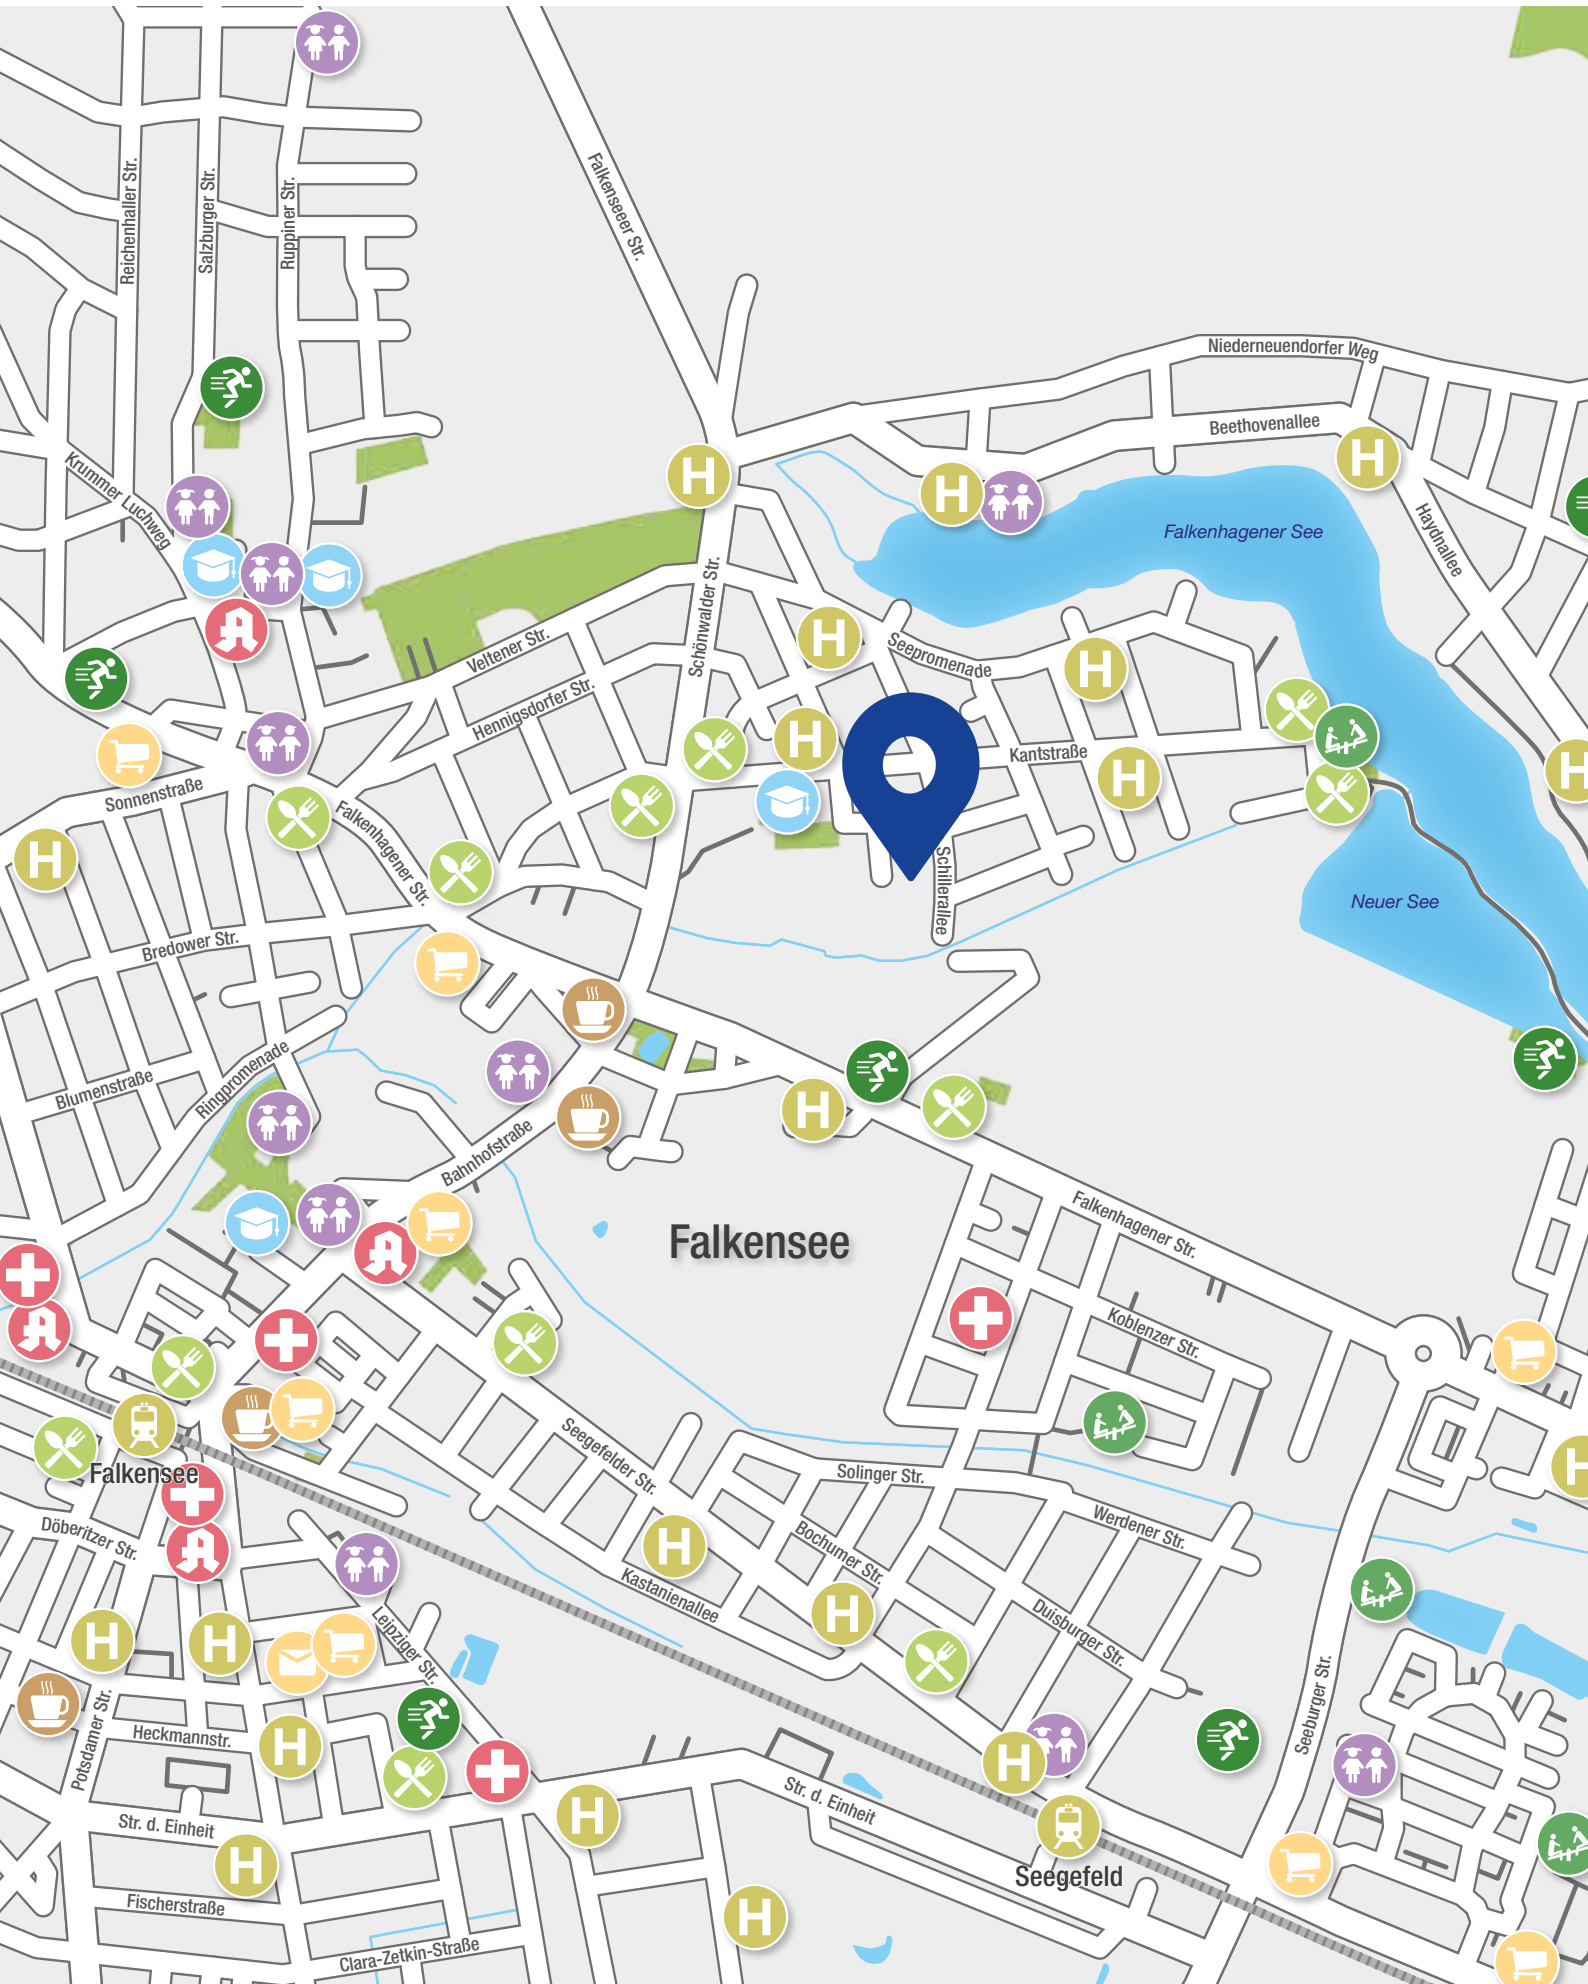 Reichenhaller Str.
Salzburger Str.
Ruppiner Str.
Falkenseeer Str.
Niederneuendorfer Weg
Beethovenallee
H
H
H
Krummer Luchweg
Falkenhagener See
Haydnallee
Schönwalder Str.
Veltener Str.
H
Seepromenade
H
Hennigsdorfer Str.
H
Kantstraße
H
H
Sonnenstraße
Falkenhagener Str.
H
Schillerallee
Neuer See
Bredower Str.
Blumenstraße
Ringpromenade
H
Bahnhofstraße
Falkensee
Falkenhagener Str.
Koblenzer Str.
Seegefelder Str.
Falkensee
Solinger Str.
H
Döberitzer Str.
Werdener Str.
Bochumer Str.
H
Kastanienallee
H
H
H
Leipziger Str.
Duisburger Str.
Seeburger Str.
Potsdamer Str.
Heckmannstr.
H
H
Str. d. Einheit
H
Str. d. Einheit
H
Seegefeld
Fischerstraße
H
Clara-Zetkin-Straße